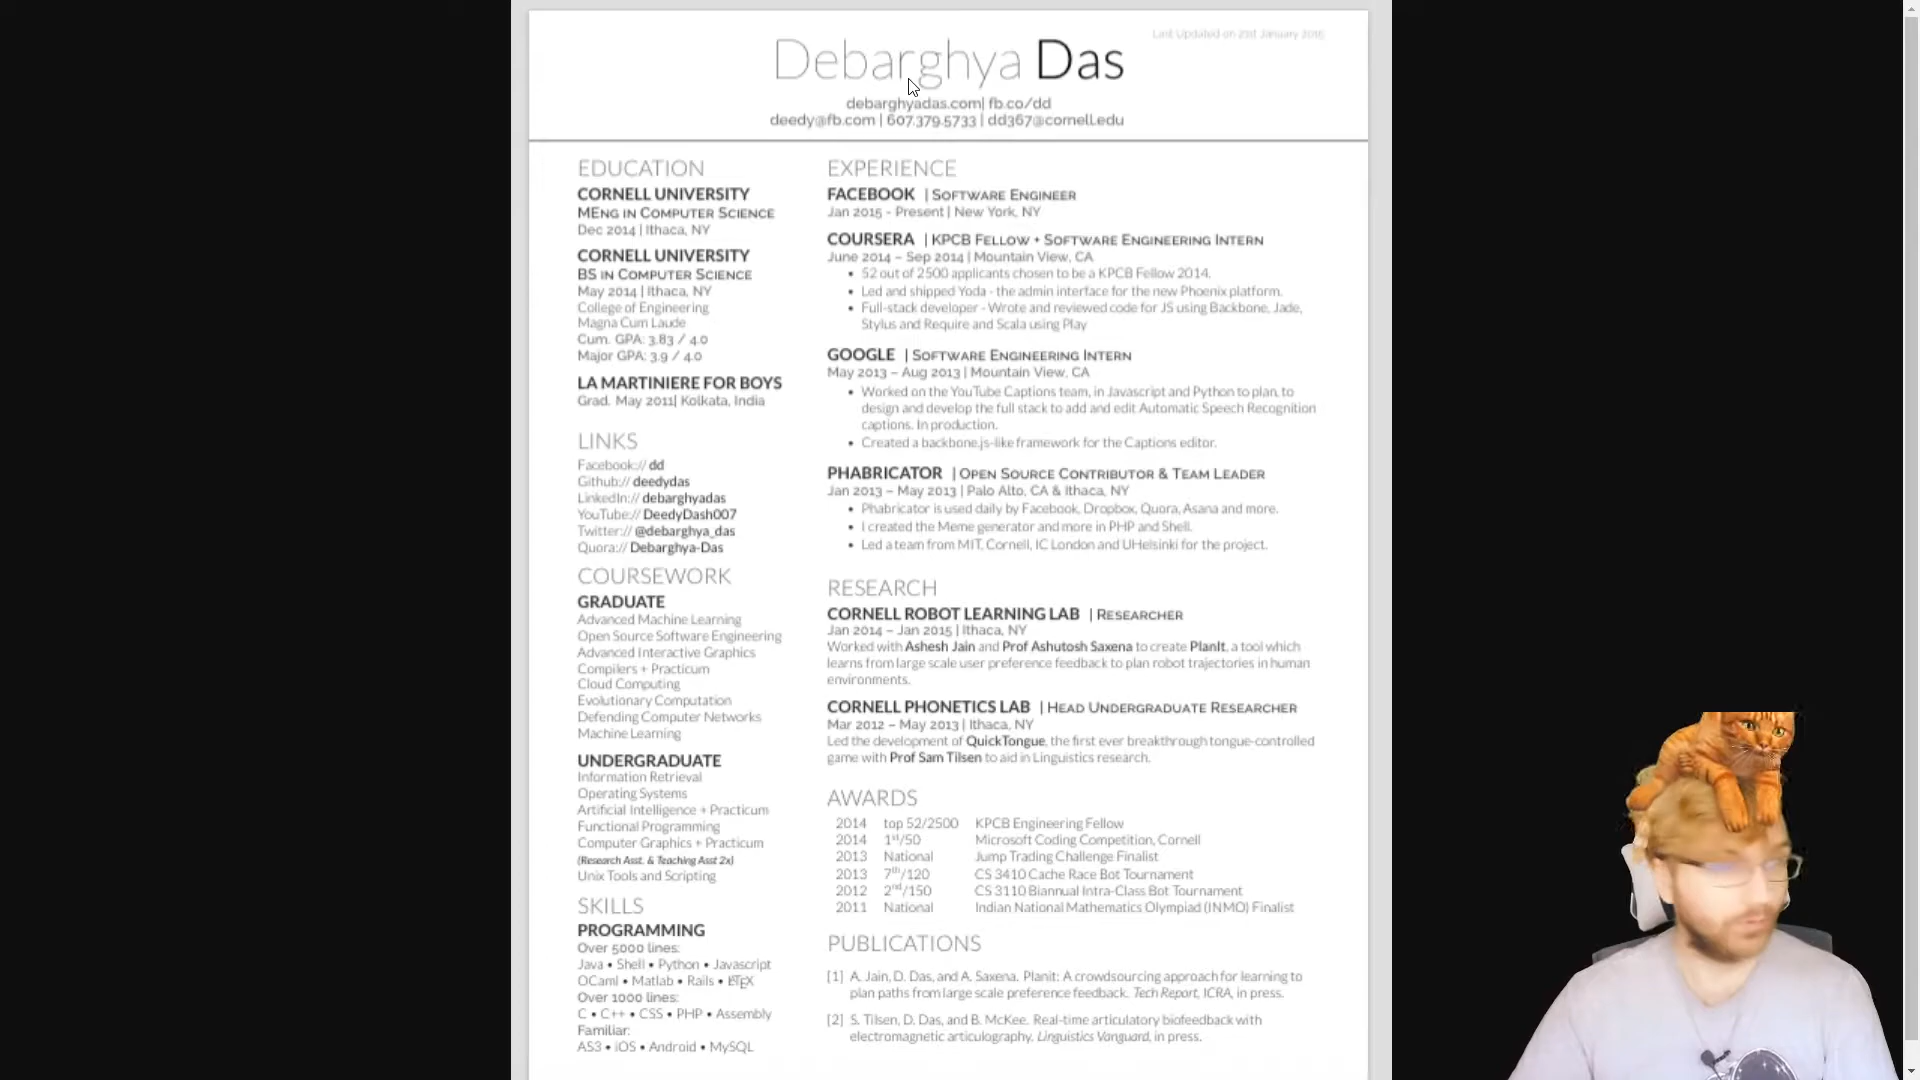 Last Updated on 21st January 2015
Debarghya Das
debarghyadas.com| fb.co/dd
deedy@fb.com | 607.379.5733 | dd367@cornell.edu
EDUCATION
CORNELL UNIVERSITY
MENG IN COMPUTER SCIENCE
Dec 2014 | Ithaca, NY
CORNELL UNIVERSITY
BS IN COMPUTER SCIENCE
May 2014 | Ithaca, NY
College of Engineering
Magna Cum Laude
Cum. GPA: 3.83 / 4.0
Major GPA: 3.9 / 4.0
LA MARTINIERE FOR BOYS
Grad. May 2011| Kolkata, India
LINKS
Facebook:// dd
Github:// deedydas
LinkedIn:// debarghyadas
YouTube:// DeedyDash007
Twitter:// @debarghya_das
Quora:// Debarghya-Das
COURSEWORK
GRADUATE
Advanced Machine Learning
Open Source Software Engineering
Advanced Interactive Graphics
Compilers + Practicum
Cloud Computing
Evolutionary Computation
Defending Computer Networks
Machine Learning
UNDERGRADUATE
Information Retrieval
Operating Systems
Artificial Intelligence + Practicum
Functional Programming
Computer Graphics + Practicum
(Research Asst. & Teaching Asst 2x)
Unix Tools and Scripting
SKILLS
PROGRAMMING
Over 5000 lines:
Java • Shell • Python • Javascript
OCaml • Matlab • Rails • LATEX
Over 1000 lines:
C • C++ • CSS • PHP • Assembly
Familiar:
AS3 • iOS • Android • MySQL
EXPERIENCE
FACEBOOK | SOFTWARE ENGINEER
Jan 2015 - Present | New York, NY
COURSERA | KPCB FELLOW + SOFTWARE ENGINEERING INTERN
June 2014 – Sep 2014 | Mountain View, CA
• 52 out of 2500 applicants chosen to be a KPCB Fellow 2014.
• Led and shipped Yoda - the admin interface for the new Phoenix platform.
• Full-stack developer - Wrote and reviewed code for JS using Backbone, Jade,
Stylus and Require and Scala using Play
GOOGLE | SOFTWARE ENGINEERING INTERN
May 2013 – Aug 2013 | Mountain View, CA
• Worked on the YouTube Captions team, in Javascript and Python to plan, to
design and develop the full stack to add and edit Automatic Speech Recognition
captions. In production.
• Created a backbone.js-like framework for the Captions editor.
PHABRICATOR | OPEN SOURCE CONTRIBUTOR & TEAM LEADER
Jan 2013 – May 2013 | Palo Alto, CA & Ithaca, NY
• Phabricator is used daily by Facebook, Dropbox, Quora, Asana and more.
• I created the Meme generator and more in PHP and Shell.
• Led a team from MIT, Cornell, IC London and UHelsinki for the project.
RESEARCH
CORNELL ROBOT LEARNING LAB | RESEARCHER
Jan 2014 – Jan 2015 | Ithaca, NY
Worked with Ashesh Jain and Prof Ashutosh Saxena to create PlanIt, a tool which
learns from large scale user preference feedback to plan robot trajectories in human
environments.
CORNELL PHONETICS LAB | HEAD UNDERGRADUATE RESEARCHER
Mar 2012 – May 2013 | Ithaca, NY
Led the development of QuickTongue, the first ever breakthrough tongue-controlled
game with Prof Sam Tilsen to aid in Linguistics research.
AWARDS
2014 top 52/2500 KPCB Engineering Fellow
2014 1st/50 Microsoft Coding Competition, Cornell
2013 National Jump Trading Challenge Finalist
2013 7th/120 CS 3410 Cache Race Bot Tournament
2012 2nd/150 CS 3110 Biannual Intra-Class Bot Tournament
2011 National Indian National Mathematics Olympiad (INMO) Finalist
PUBLICATIONS
[1] A. Jain, D. Das, and A. Saxena. Planit: A crowdsourcing approach for learning to
plan paths from large scale preference feedback. Tech Report, ICRA, in press.
[2] S. Tilsen, D. Das, and B. McKee. Real-time articulatory biofeedback with
electromagnetic articulography. Linguistics Vanguard, in press.